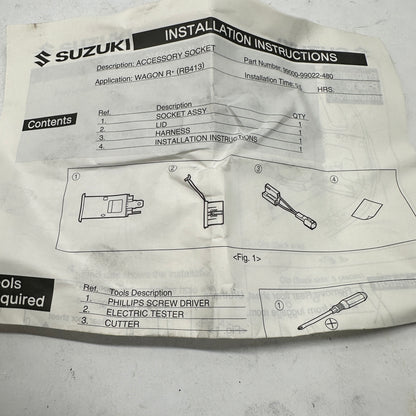 SUZUKI INSTALLATION INSTRUCTIONS
Description: ACCESSORY SOCKET Part Number: 99000-99022-480
Application: WAGON R+ (RB413) Installation Time: HRS.
Contents
Ref. Description QTY
1. SOCKET ASSY 1
2. LID 1
3. HARNESS 1
4. INSTALLATION INSTRUCTIONS 1
① ② ③ ④
<Fig. 1>
Tools Required
Ref. Tools Description
1. PHILLIPS SCREW DRIVER
2. ELECTRIC TESTER
3. CUTTER
①